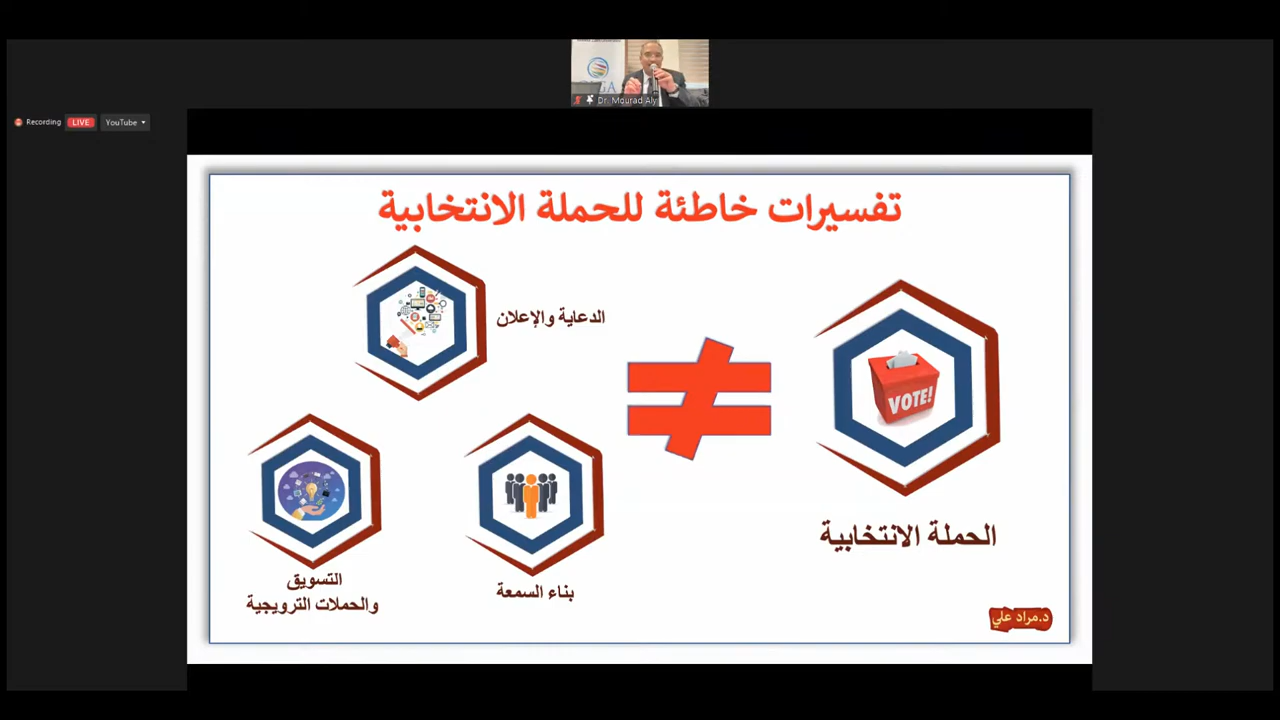 Dr. Mourad Aly
Recording LIVE YouTube
تفسيرات خاطئة للحملة الانتخابية
الدعاية والإعلان
VOTE!
الحملة الانتخابية
بناء السمعة
التسويق
والحملات الترويجية
د.مراد علي